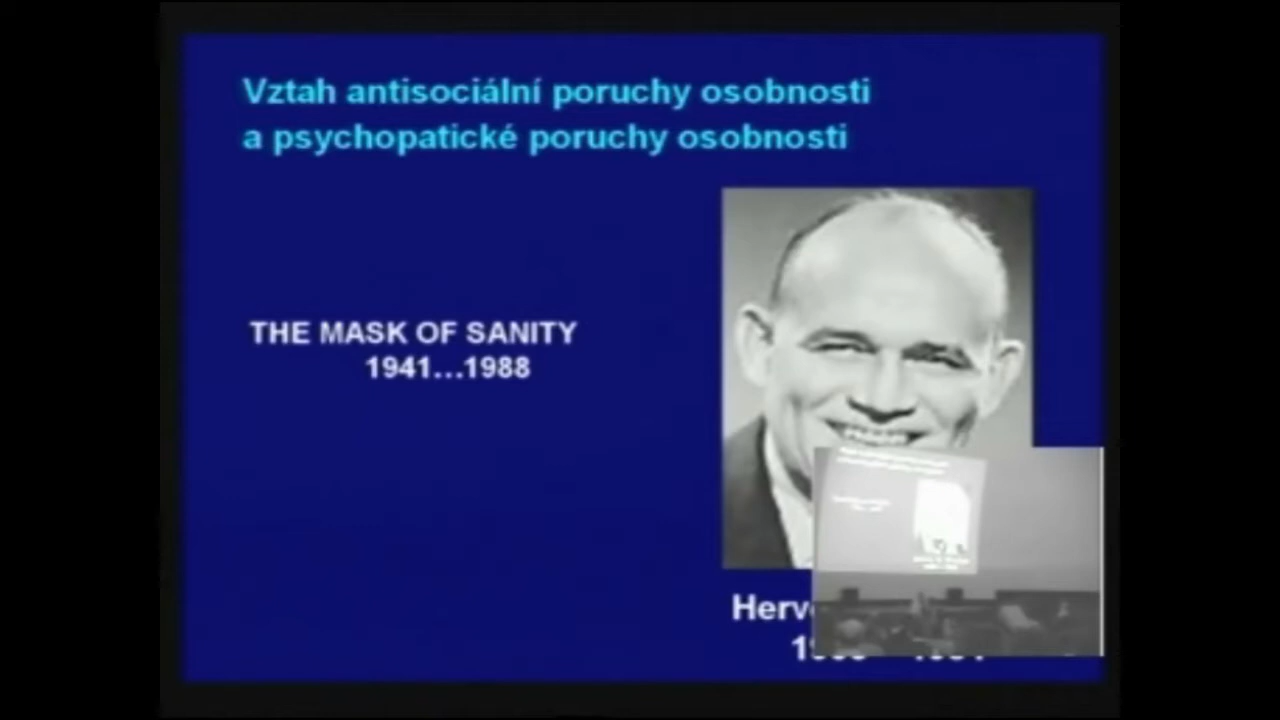 Vztah antisociální poruchy osobnosti
a psychopatické poruchy osobnosti
THE MASK OF SANITY
1941...1988